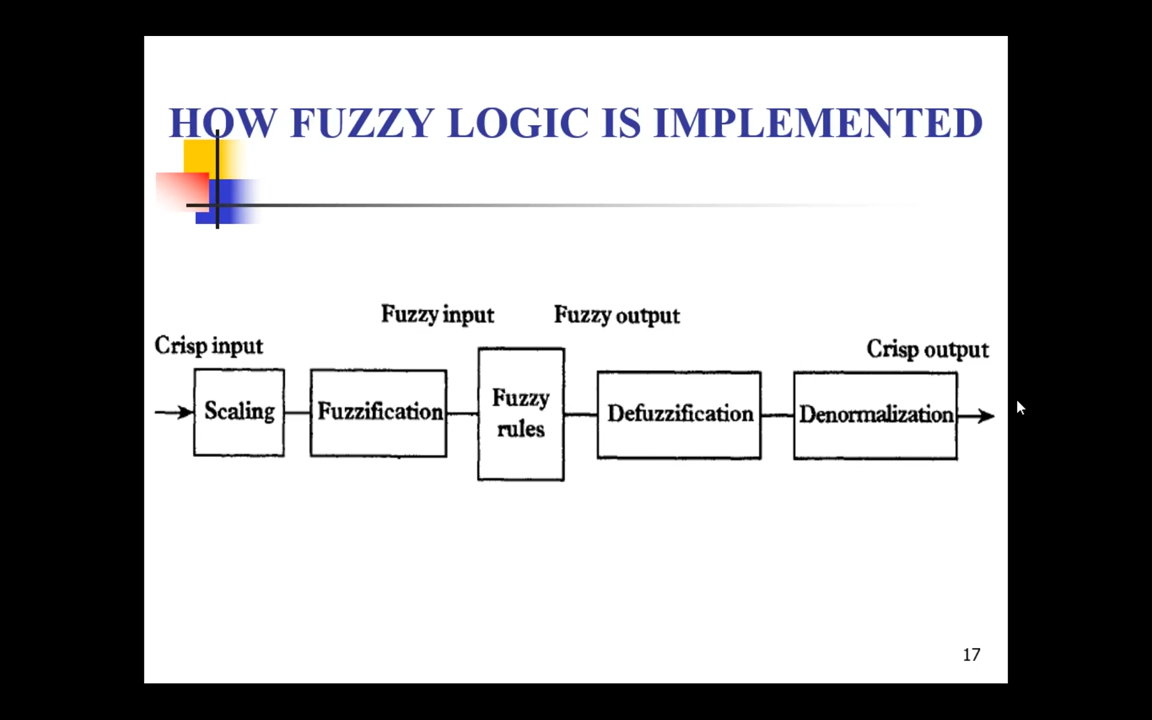 HOW FUZZY LOGIC IS IMPLEMENTED
Fuzzy input
Fuzzy output
Crisp input
Crisp output
Scaling
Fuzzification
Fuzzy
rules
Defuzzification
Denormalization
17